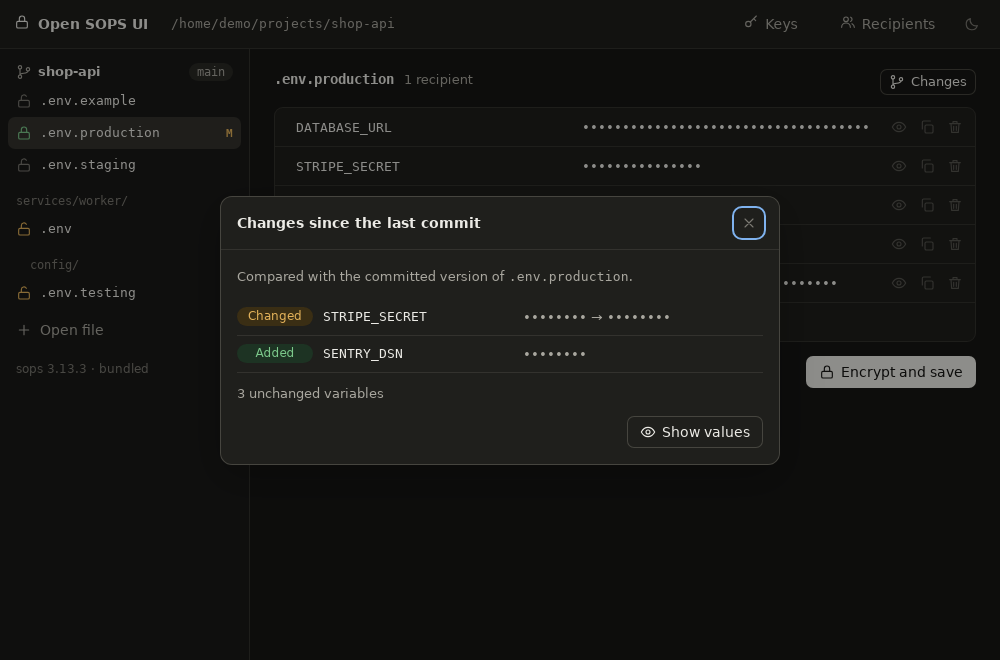 Open SOPS UI /home/demo/projects/shop-api Keys Recipients
shop-api main
.env.example
.env.production M
.env.staging
services/worker/
.env
config/
.env.testing
Open file
sops 3.13.3 · bundled
.env.production 1 recipient Changes
DATABASE_URL ••••••••••••••••••••••••••••••••••••
STRIPE_SECRET •••••••••••••••
Changes since the last commit
Compared with the committed version of .env.production.
Changed STRIPE_SECRET •••••••• → ••••••••
Added SENTRY_DSN ••••••••
3 unchanged variables
Show values
Encrypt and save